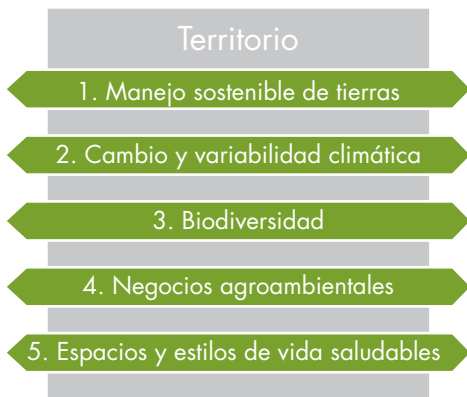 Territorio
1. Manejo sostenible de tierras
2. Cambio y variabilidad climática
3. Biodiversidad
4. Negocios agroambientales
5. Espacios y estilos de vida saludables